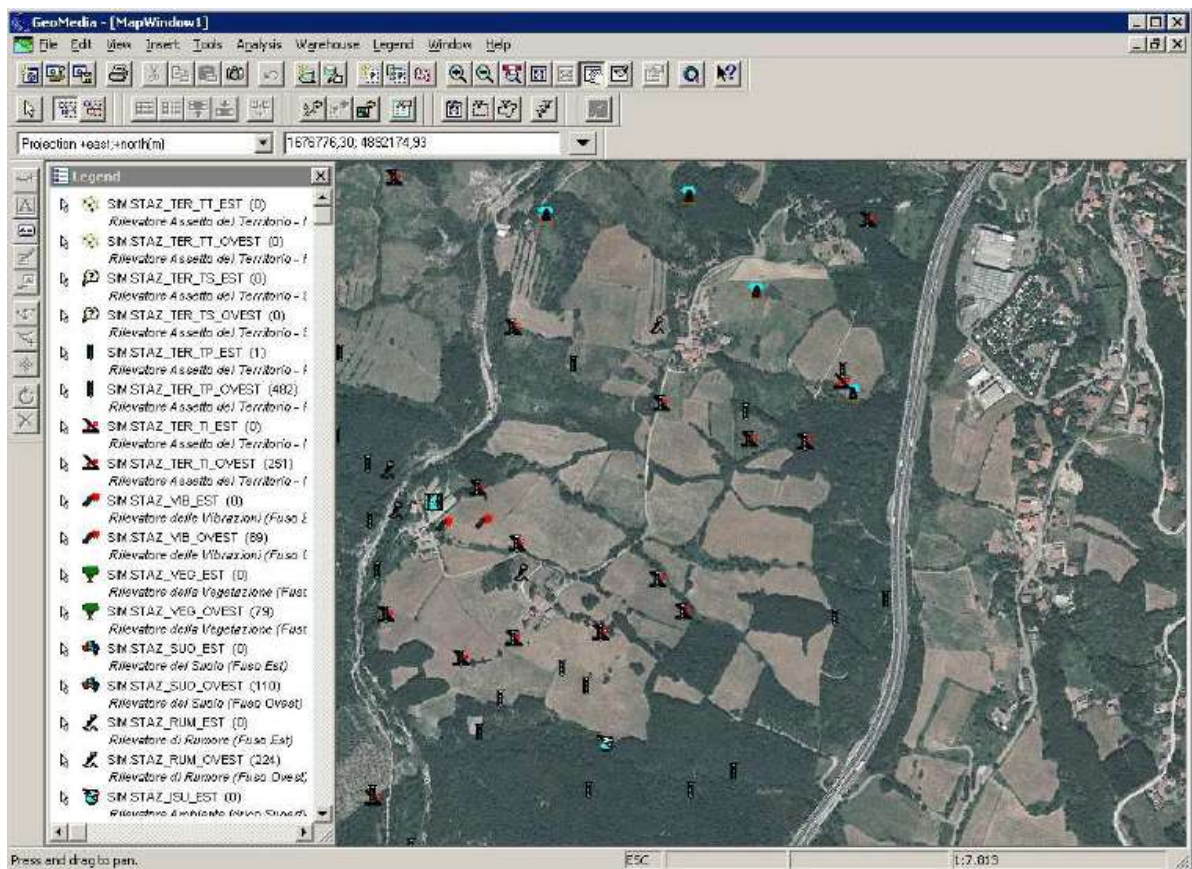 GeoMedia - [MapWindow1]
File Edit View Insert Tools Analysis Warehouse Legend Window Help
Projection +east;+north(m) 1676776,30; 4882174,93
Legend
SIM.STAZ_TER_TT_EST (0)
Rilevatore Assetto del Territorio -
SIM.STAZ_TER_TT_OVEST (0)
Rilevatore Assetto del Territorio -
SIM.STAZ_TER_TS_EST (0)
Rilevatore Assetto del Territorio -
SIM.STAZ_TER_TS_OVEST (0)
Rilevatore Assetto del Territorio -
SIM.STAZ_TER_TP_EST (1)
Rilevatore Assetto del Territorio -
SIM.STAZ_TER_TP_OVEST (482)
Rilevatore Assetto del Territorio -
SIM.STAZ_TER_TI_EST (0)
Rilevatore Assetto del Territorio -
SIM.STAZ_TER_TI_OVEST (251)
Rilevatore Assetto del Territorio -
SIM.STAZ_VIB_EST (0)
Rilevatore delle Vibrazioni (Fuso E
SIM.STAZ_VIB_OVEST (89)
Rilevatore delle Vibrazioni (Fuso
SIM.STAZ_VEG_EST (0)
Rilevatore della Vegetazione (Fuso
SIM.STAZ_VEG_OVEST (79)
Rilevatore della Vegetazione (Fuso
SIM.STAZ_SUO_EST (0)
Rilevatore del Suolo (Fuso Est)
SIM.STAZ_SUO_OVEST (110)
Rilevatore del Suolo (Fuso Ovest)
SIM.STAZ_RUM_EST (0)
Rilevatore di Rumore (Fuso Est)
SIM.STAZ_RUM_OVEST (224)
Rilevatore di Rumore (Fuso Ovest)
SIM.STAZ_ISU_EST (0)
Rilevatore Ambiente Idrico Superf.
Press and drag to pan. ESC 1:7.813